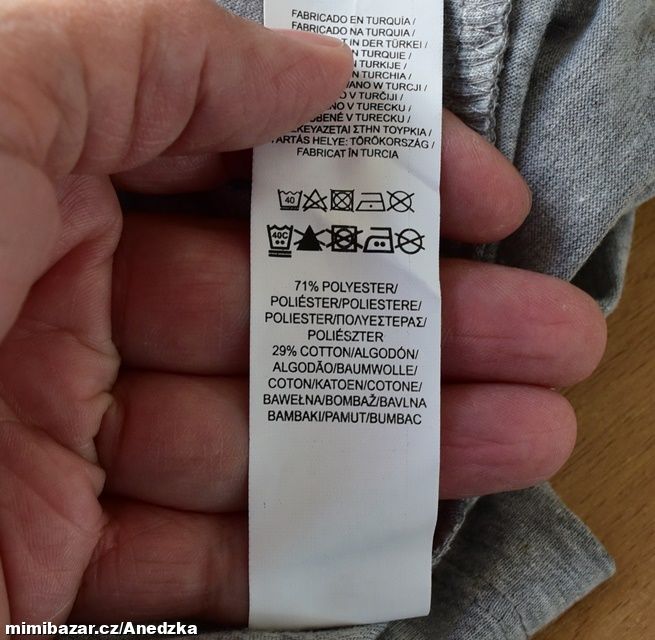 FABRICADO EN TURQUÍA /
FABRICADO NA TURQUIA /
IN DER TÜRKEI /
TURQUIE /
TURKIJE /
TURCHIA /
W TURCJI /
V TURČIJI /
V TURECKU /
V TURECKU /
ΣΤΗΝ ΤΟΥΡΚΙΑ /
HELYE: TÖRÖKORSZÁG /
FABRICAT ÎN TURCIA
40
40C
71% POLYESTER/
POLIÉSTER/POLIESTERE/
POLIESTER/ΠΟΛΥΕΣΤΕΡΑΣ/
POLIÉSZTER
29% COTTON/ALGODÓN/
ALGODÃO/BAUMWOLLE/
COTON/KATOEN/COTONE/
BAWEŁNA/BOMBAŽ/BAVLNA
BAMBAKI/PAMUT/BUMBAC
mimibazar.cz/Anedzka